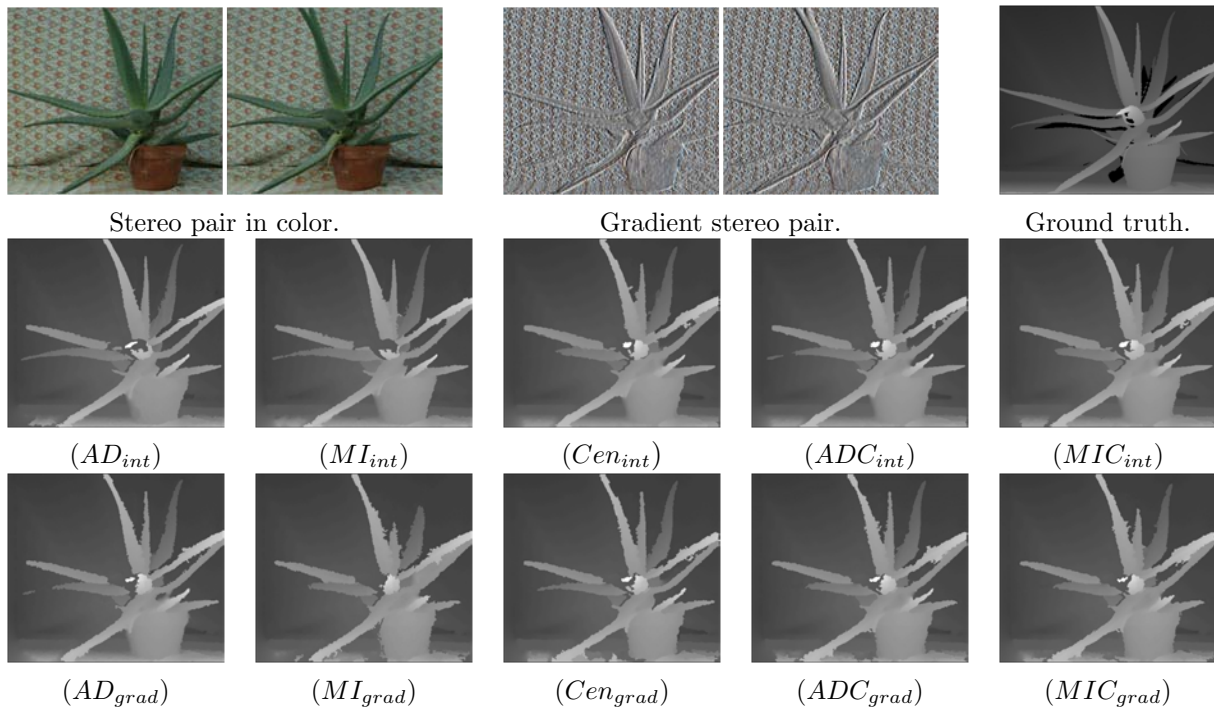 Stereo pair in color. Gradient stereo pair. Ground truth.
(AD_int) (MI_int) (Cen_int) (ADC_int) (MIC_int)
(AD_grad) (MI_grad) (Cen_grad) (ADC_grad) (MIC_grad)